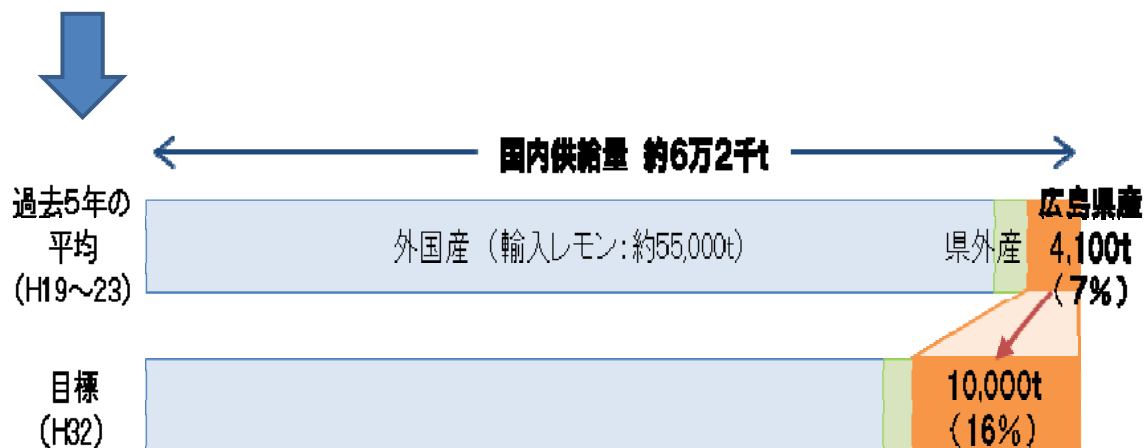 国内供給量 約6万2千t
過去5年の
平均
(H19～23)
外国産（輸入レモン：約55,000t）
県外産
広島県産
4,100t
（7%）
目標
(H32)
10,000t
（16%）